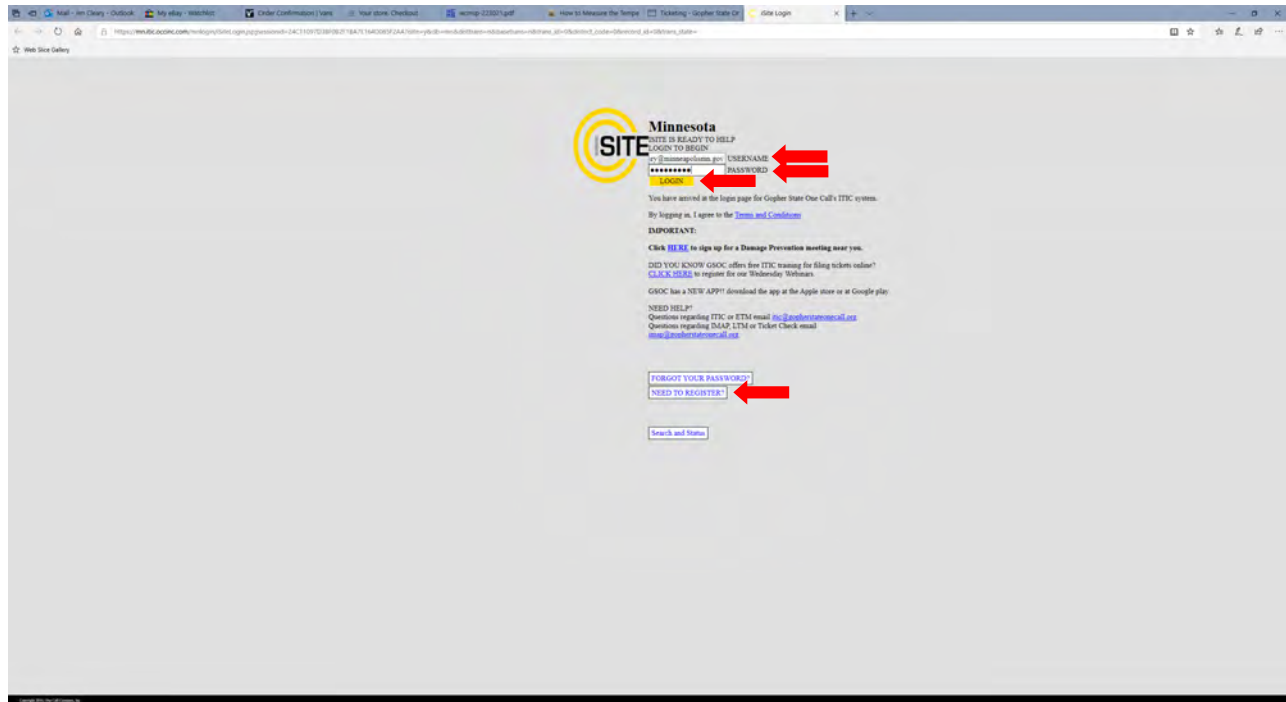 Mail - Jen Cleary - Outlook
My eBay - Watchlist
Order Confirmation | Vans
Your store. Checkout
How to Measure the Tempe
Ticketing - Gopher State Or
iSite Login
Web Slice Gallery
SITE
Minnesota
ISITE IS READY TO HELP
LOGIN TO BEGIN
ry@minneapolismn.gov USERNAME
•••••••••• PASSWORD
LOGIN
You have arrived at the login page for Gopher State One Call's ITIC system.
By logging in, I agree to the Terms and Conditions
IMPORTANT:
Click HERE to sign up for a Damage Prevention meeting near you.
DID YOU KNOW GSOC offers free ITIC training for filing tickets online?
CLICK HERE to register for our Wednesday Webinars.
GSOC has a NEW APP!! download the app at the Apple store or at Google play.
NEED HELP?
Questions regarding ITIC or ETM email itic@gopherstateonecall.org
Questions regarding IMAP, LTM or Ticket Check email
imap@gopherstateonecall.org
FORGOT YOUR PASSWORD?
NEED TO REGISTER?
Search and Status